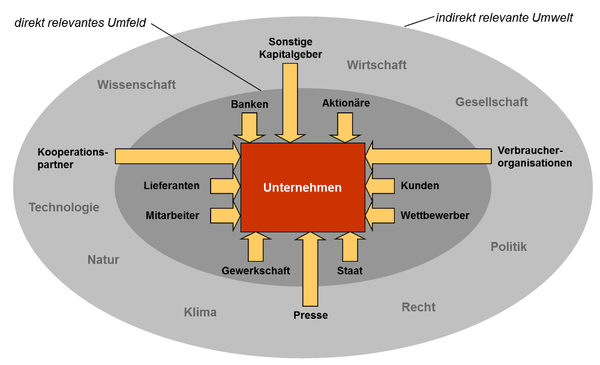 direkt relevantes Umfeld
indirekt relevante Umwelt
Sonstige
Kapitalgeber
Wirtschaft
Wissenschaft
Gesellschaft
Banken
Aktionäre
Kooperations-
partner
Verbraucher-
organisationen
Lieferanten
Unternehmen
Kunden
Technologie
Mitarbeiter
Wettbewerber
Politik
Natur
Gewerkschaft
Staat
Klima
Presse
Recht